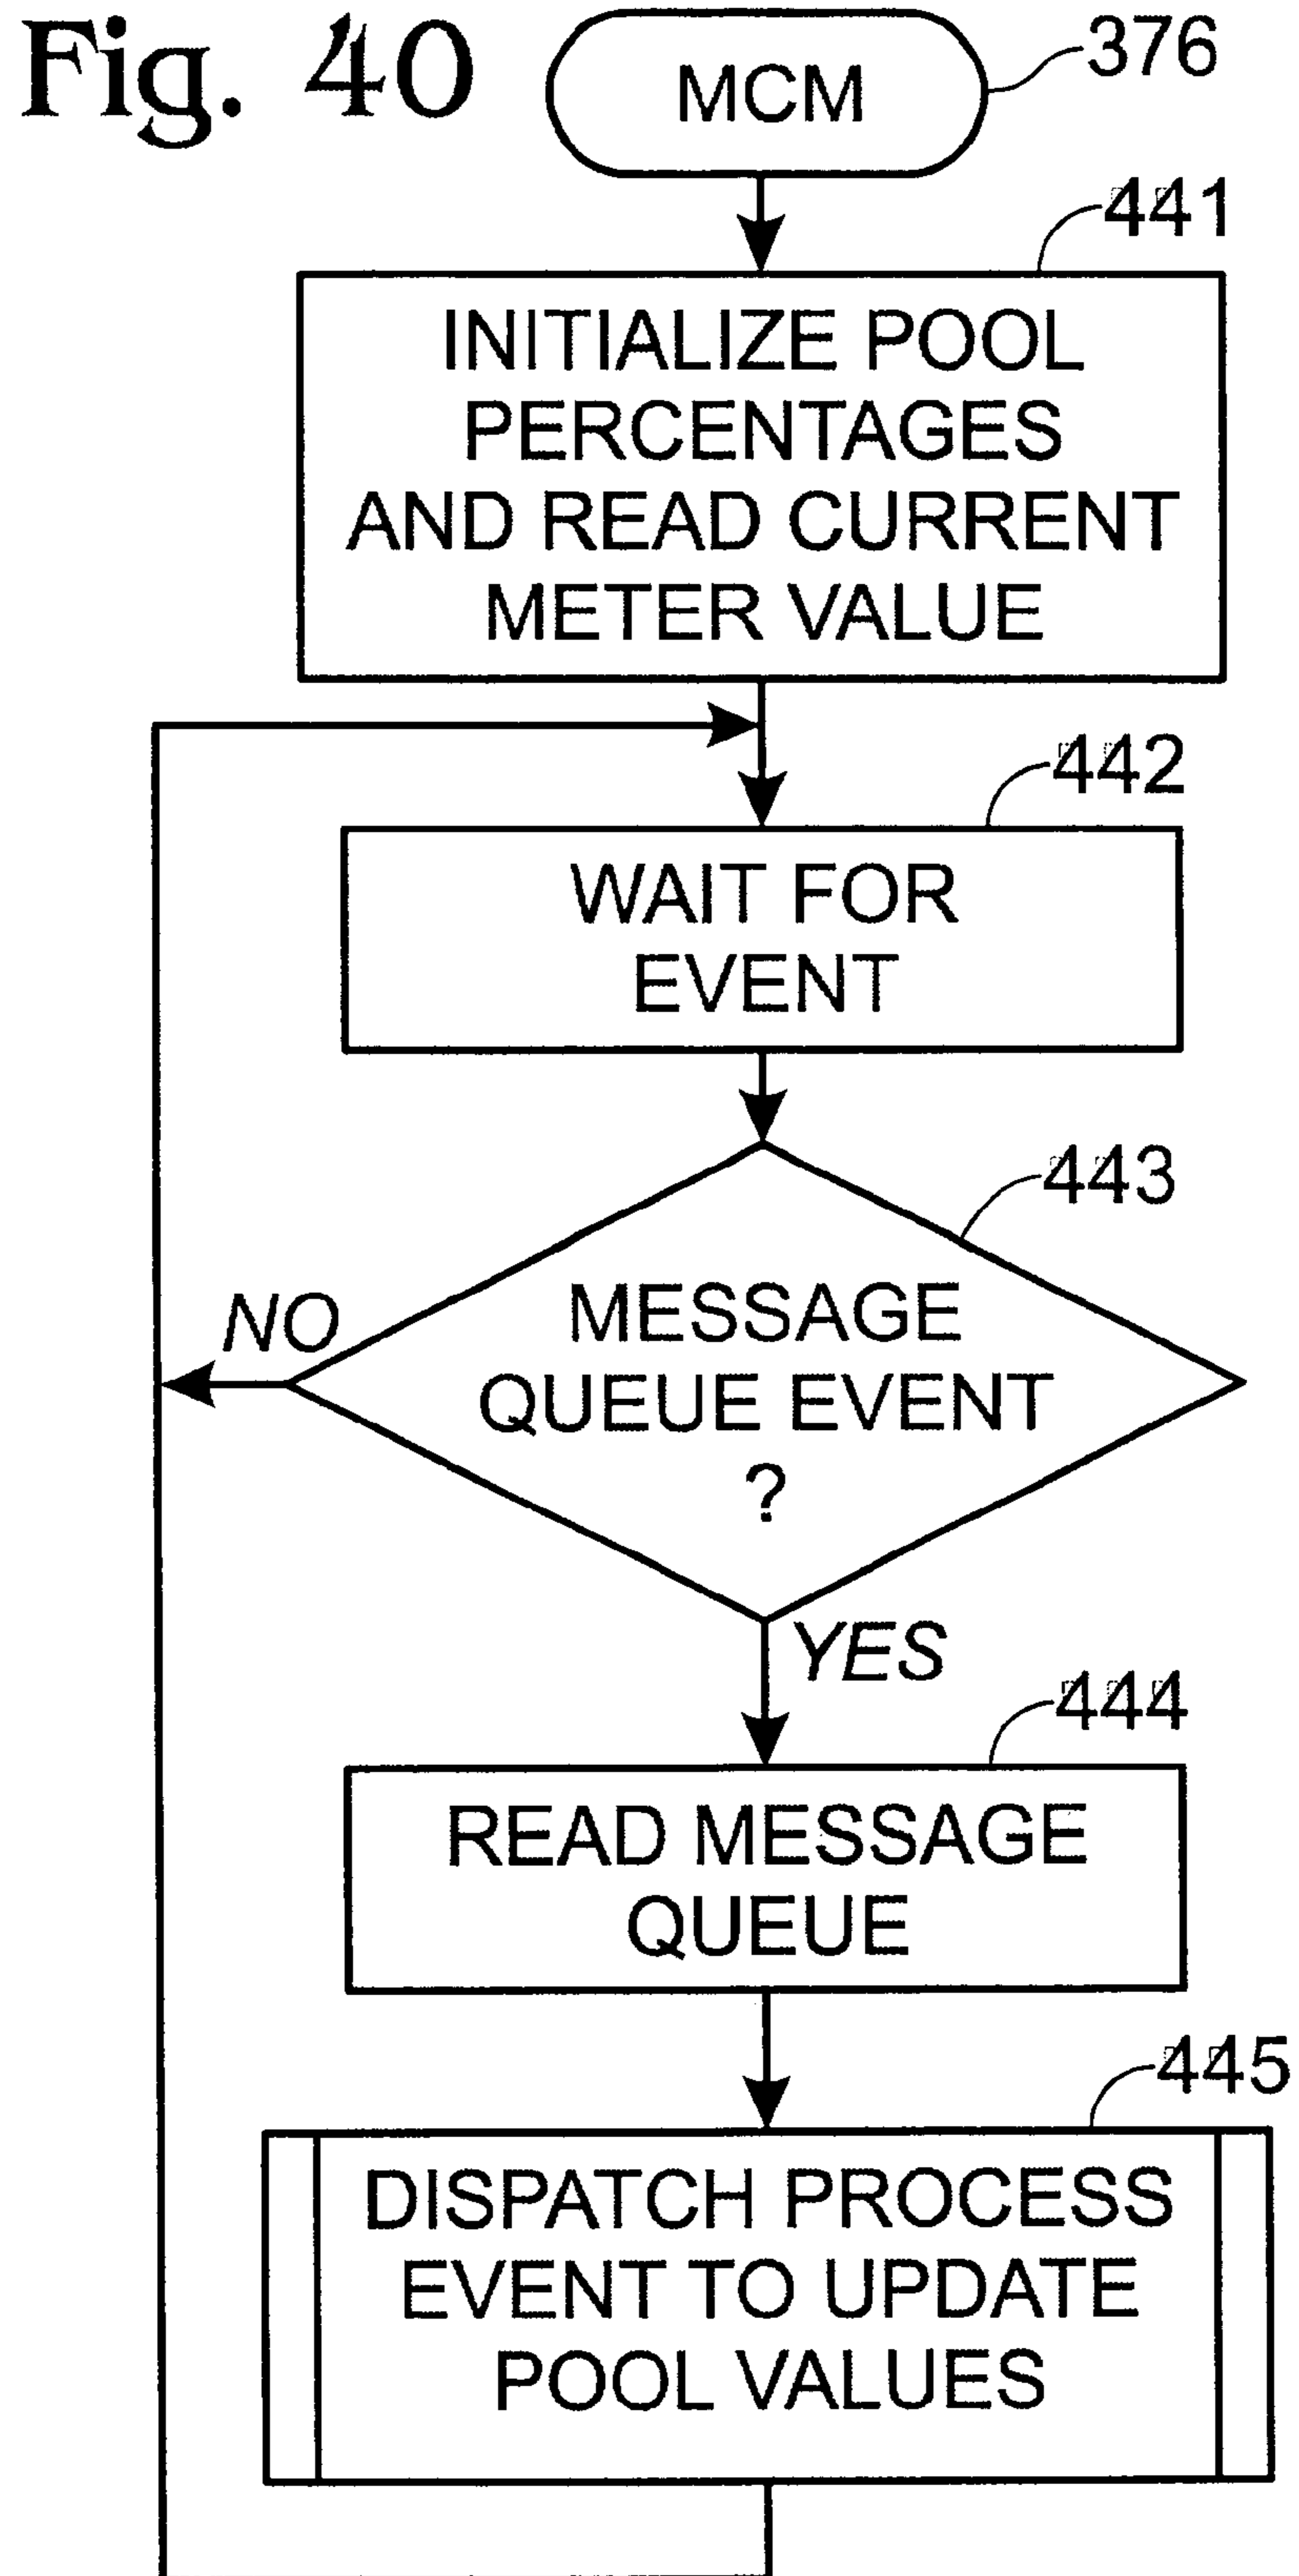 Fig. 40
MCM
376
441
INITIALIZE POOL
PERCENTAGES
AND READ CURRENT
METER VALUE
442
WAIT FOR
EVENT
443
MESSAGE
QUEUE EVENT
?
NO
YES
444
READ MESSAGE
QUEUE
445
DISPATCH PROCESS
EVENT TO UPDATE
POOL VALUES